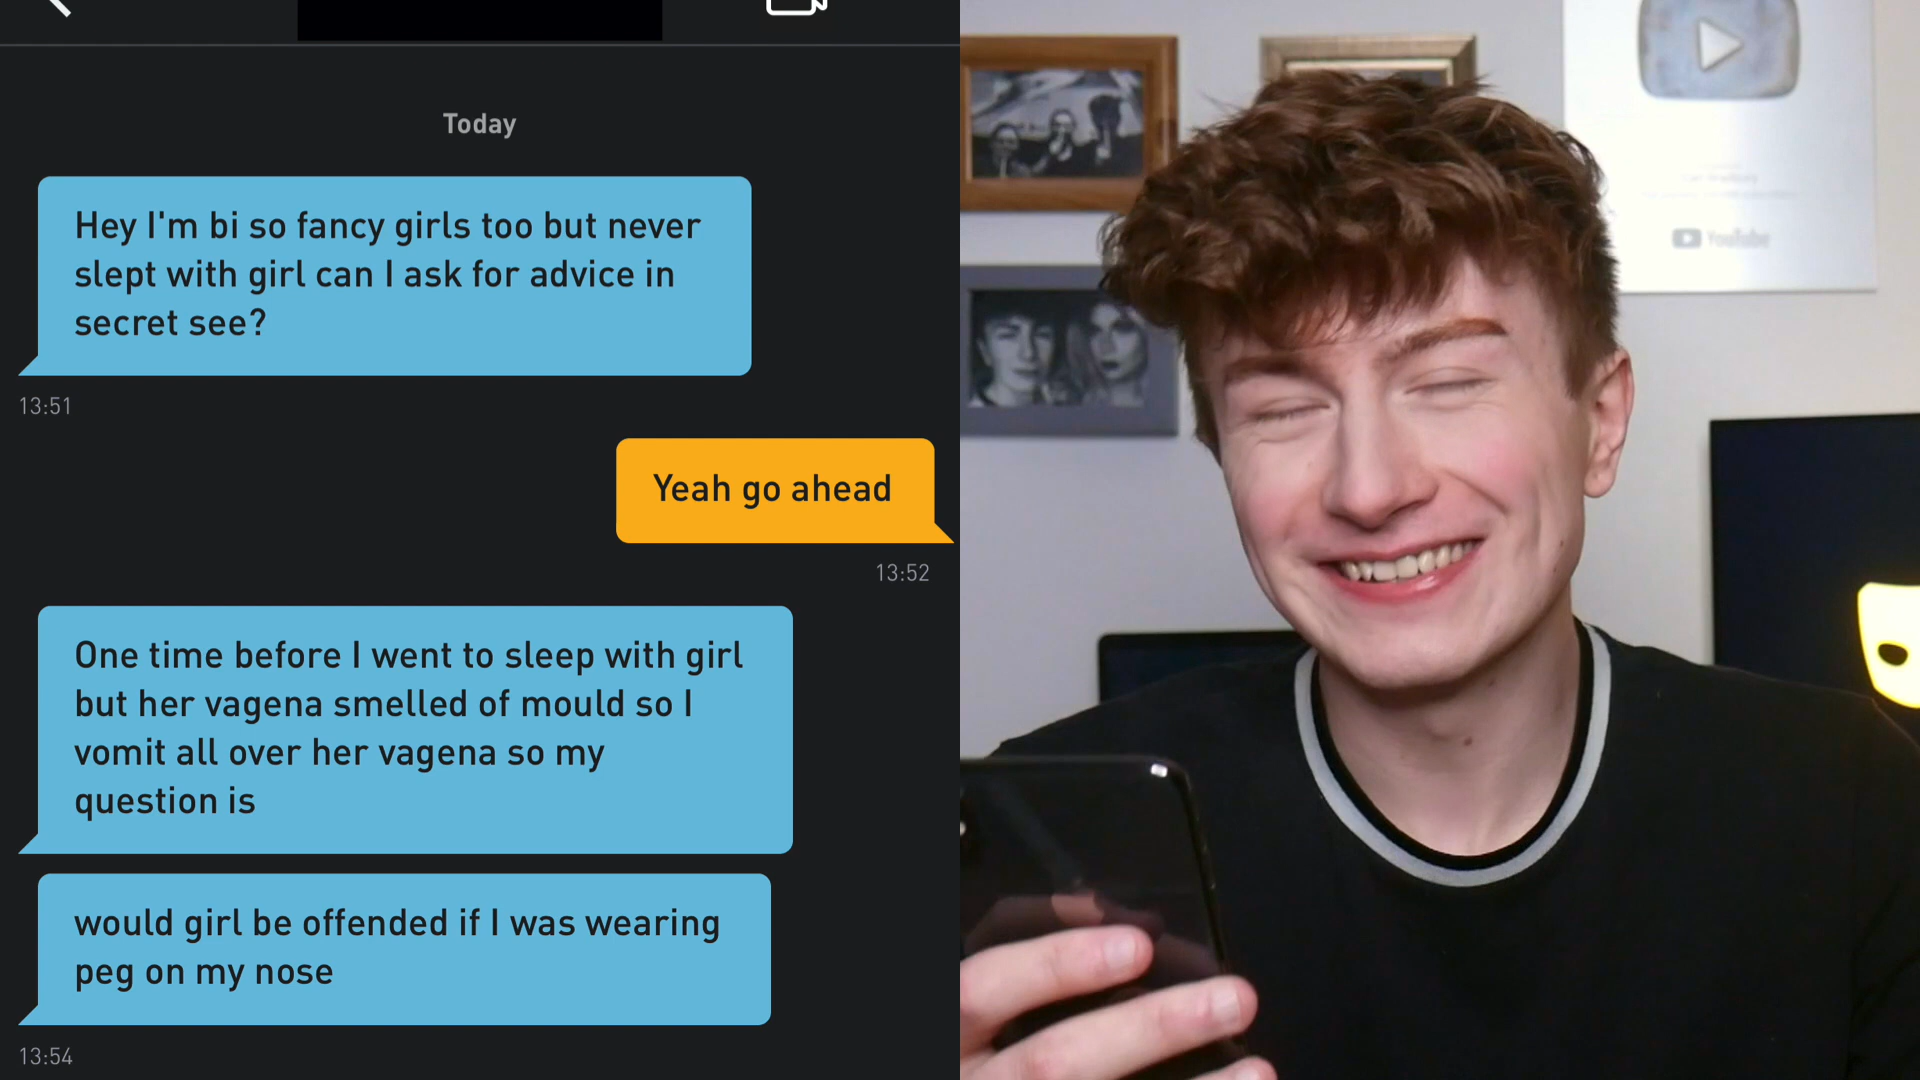 Today
Hey I'm bi so fancy girls too but never
slept with girl can I ask for advice in
secret see?
13:51
Yeah go ahead
13:52
One time before I went to sleep with girl
but her vagena smelled of mould so I
vomit all over her vagena so my
question is
would girl be offended if I was wearing
peg on my nose
13:54
YouTube